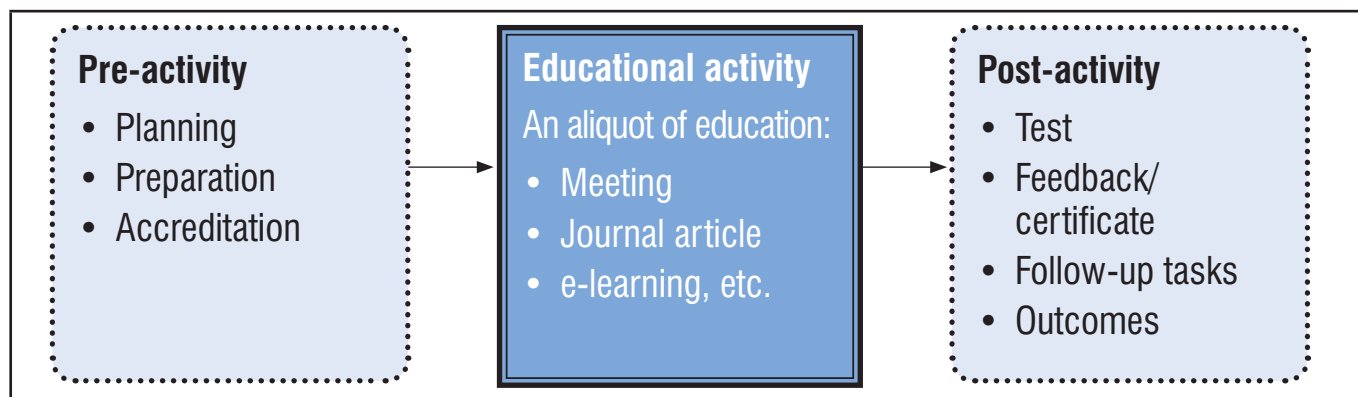 Pre-activity
• Planning
• Preparation
• Accreditation
Educational activity
An aliquot of education:
• Meeting
• Journal article
• e-learning, etc.
Post-activity
• Test
• Feedback/
certificate
• Follow-up tasks
• Outcomes